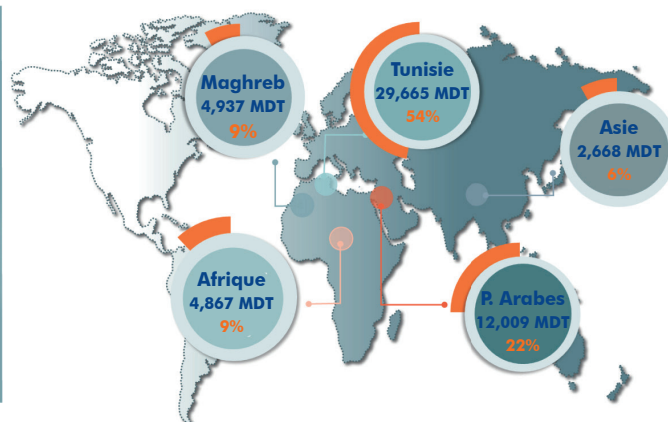 Maghreb
4,937 MDT
9%
Tunisie
29,665 MDT
54%
Asie
2,668 MDT
6%
Afrique
4,867 MDT
9%
P. Arabes
12,009 MDT
22%